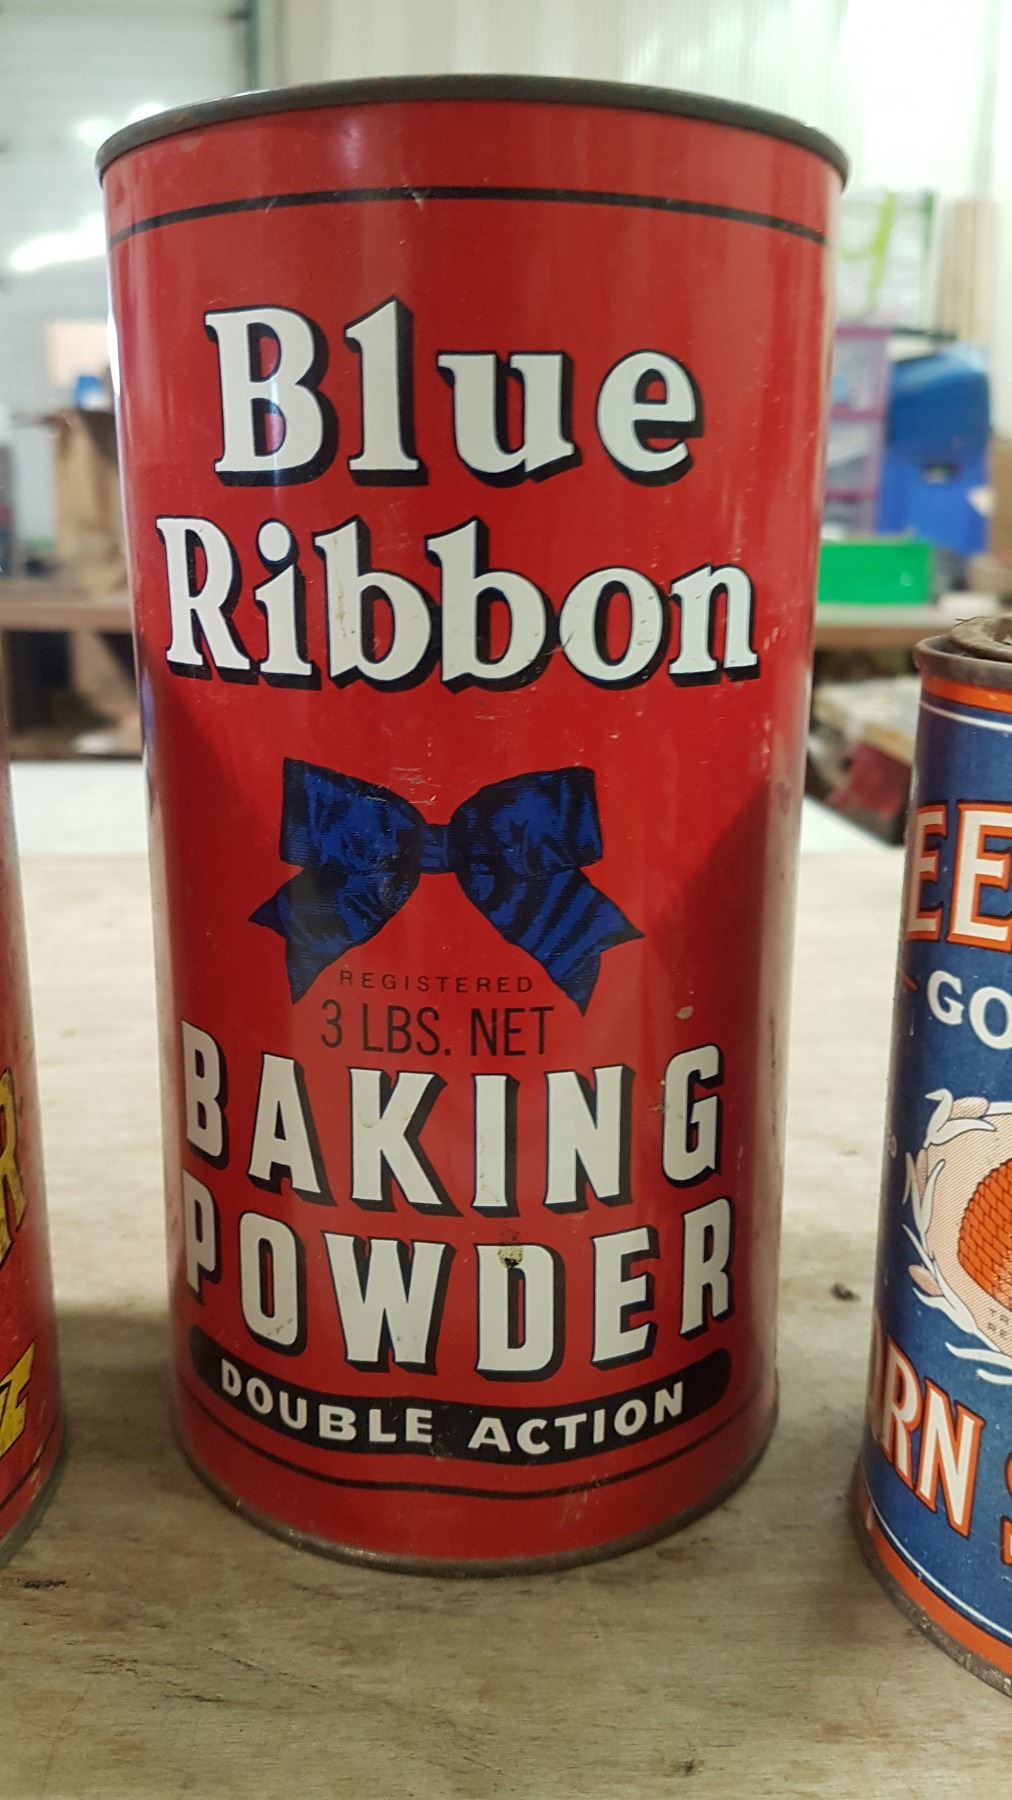 Blue
Ribbon
REGISTERED
3 LBS. NET
BAKING
POWDER
DOUBLE ACTION